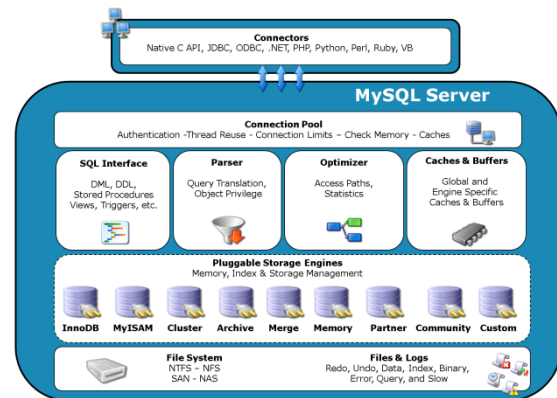 Connectors
Native C API, JDBC, ODBC, .NET, PHP, Python, Perl, Ruby, VB
MySQL Server
Connection Pool
Authentication -Thread Reuse - Connection Limits – Check Memory - Caches
SQL Interface
DML, DDL,
Stored Procedures
Views, Triggers, etc.
Parser
Query Translation,
Object Privilege
Optimizer
Access Paths,
Statistics
Caches & Buffers
Global and
Engine Specific
Caches & Buffers
Pluggable Storage Engines
Memory, Index & Storage Management
InnoDB MyISAM Cluster Archive Merge Memory Partner Community Custom
File System
NTFS – NFS
SAN - NAS
Files & Logs
Redo, Undo, Data, Index, Binary,
Error, Query, and Slow